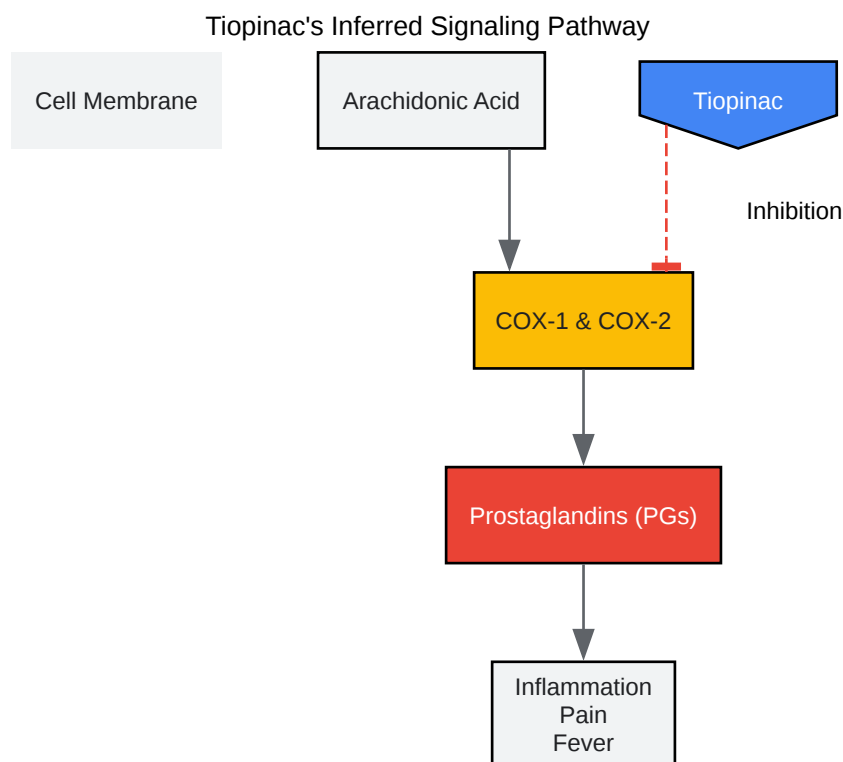 Tiopinac's Inferred Signaling Pathway
Cell Membrane
Arachidonic Acid
Tiopinac
Inhibition
COX-1 & COX-2
Prostaglandins (PGs)
Inflammation
Pain
Fever